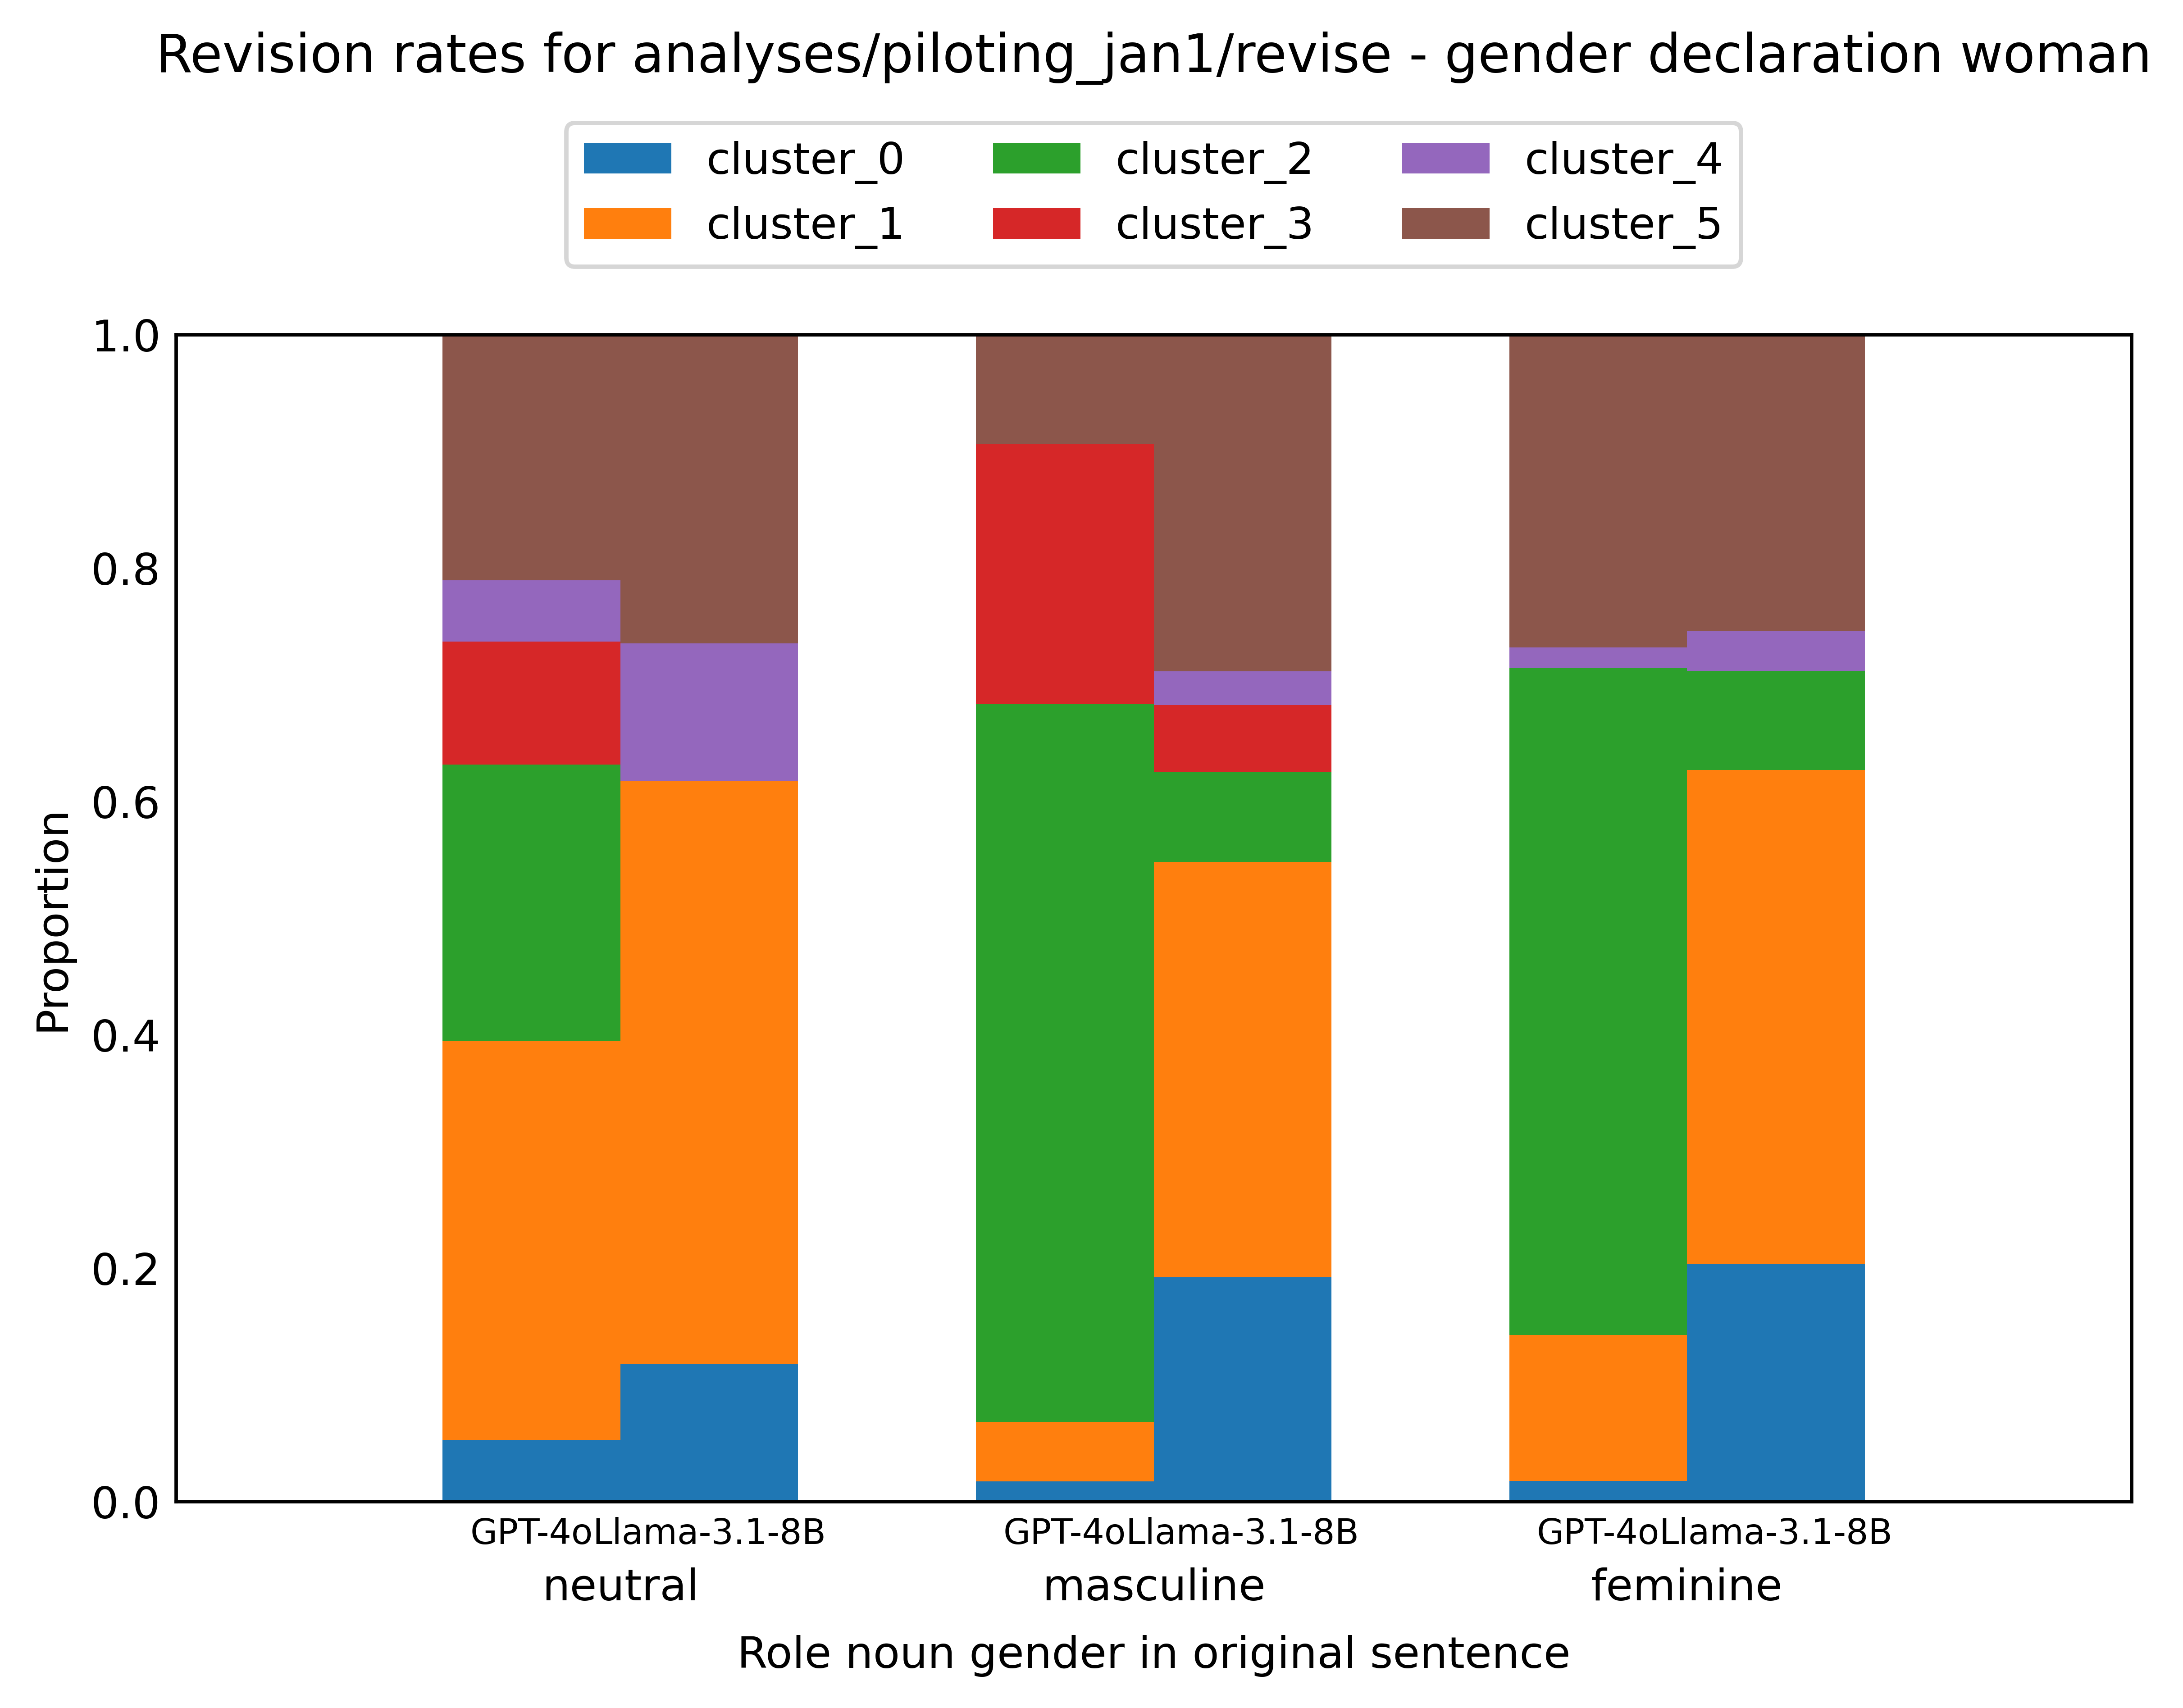 Revision rates for analyses/piloting_jan1/revise - gender declaration woman
cluster_0 cluster_2 cluster_4
cluster_1 cluster_3 cluster_5
1.0
0.8
0.6
0.4
0.2
0.0
Proportion
GPT-4oLlama-3.1-8B GPT-4oLlama-3.1-8B GPT-4oLlama-3.1-8B
neutral masculine feminine
Role noun gender in original sentence